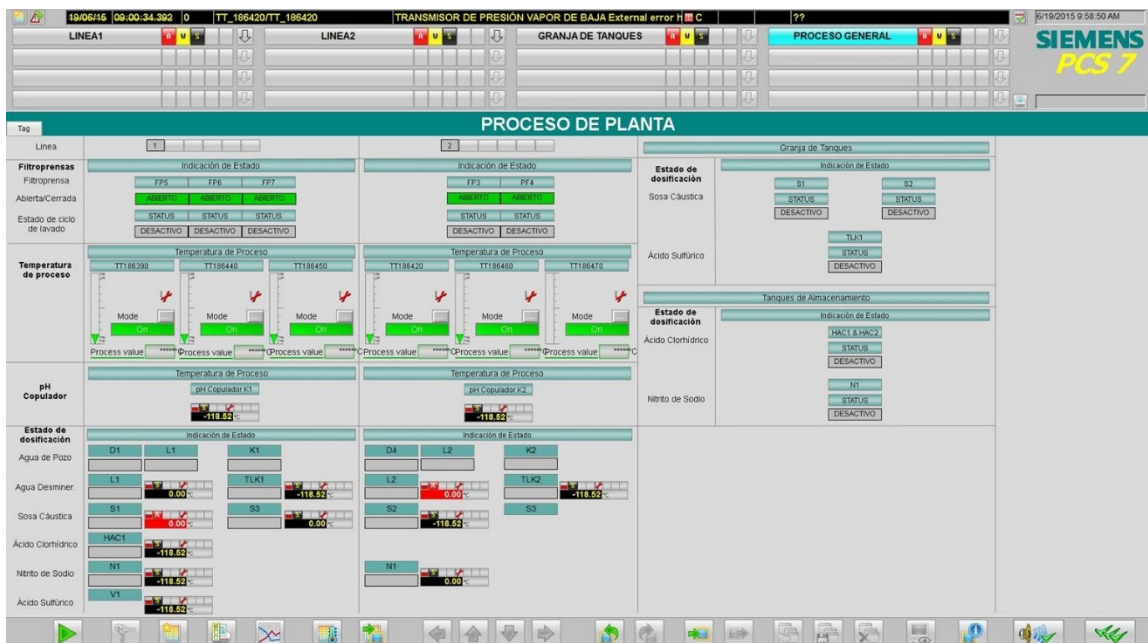 19/06/15 09:00:34.392 0 TT_186420/TT_186420 TRANSMISOR DE PRESIÓN VAPOR DE BAJA External error h C ?? 6/19/2015 9:58:50 AM
LINEA1 A W S LINEA2 A W S GRANJA DE TANQUES A W S PROCESO GENERAL A W S
SIEMENS
PCS 7
Tag PROCESO DE PLANTA
Linea 1 2 Granja de Tanques
Filtroprensas Indicación de Estado Indicación de Estado Estado de dosificación Indicación de Estado
Filtroprensa FP5 FP6 FP7 FP3 PF4 S1 S2
Abierta/Cerrada ABIERTO ABIERTO ABIERTO ABIERTO ABIERTO Sosa Cáustica STATUS STATUS
Estado de ciclo de lavado STATUS STATUS STATUS STATUS STATUS DESACTIVO DESACTIVO
DESACTIVO DESACTIVO DESACTIVO DESACTIVO DESACTIVO
TLK1
Ácido Sulfúrico STATUS
DESACTIVO
Temperatura de proceso Temperatura de Proceso Temperatura de Proceso
TT186390 TT186440 TT186450 TT186420 TT186460 TT186470
Mode Mode Mode Mode Mode Mode
On On On On On On
Process value ****** °C Process value ****** °C Process value ****** °C Process value ****** °C Process value ****** °C Process value ****** °C
Tanques de Almacenamiento
Estado de dosificación Indicación de Estado
Ácido Clorhídrico HAC1 & HAC2
STATUS
DESACTIVO
N1
Nitrito de Sodio STATUS
DESACTIVO
pH Copulador Temperatura de Proceso Temperatura de Proceso
pH Copulador K1 pH Copulador K2
-118.52 °C -118.52 °C
Estado de dosificación Indicación de Estado Indicación de Estado
Agua de Pozo D1 L1 K1 D4 L2 K2
Agua Desminer. L1 0.00 °C TLK1 -118.52 °C L2 0.00 °C TLK2 -118.52 °C
Sosa Cáustica S1 0.00 °C S3 0.00 °C S2 -118.52 °C S3
Ácido Clorhídrico HAC1 -118.52 °C
Nitrito de Sodio N1 -118.52 °C N1 0.00 °C
Ácido Sulfúrico V1 -118.52 °C